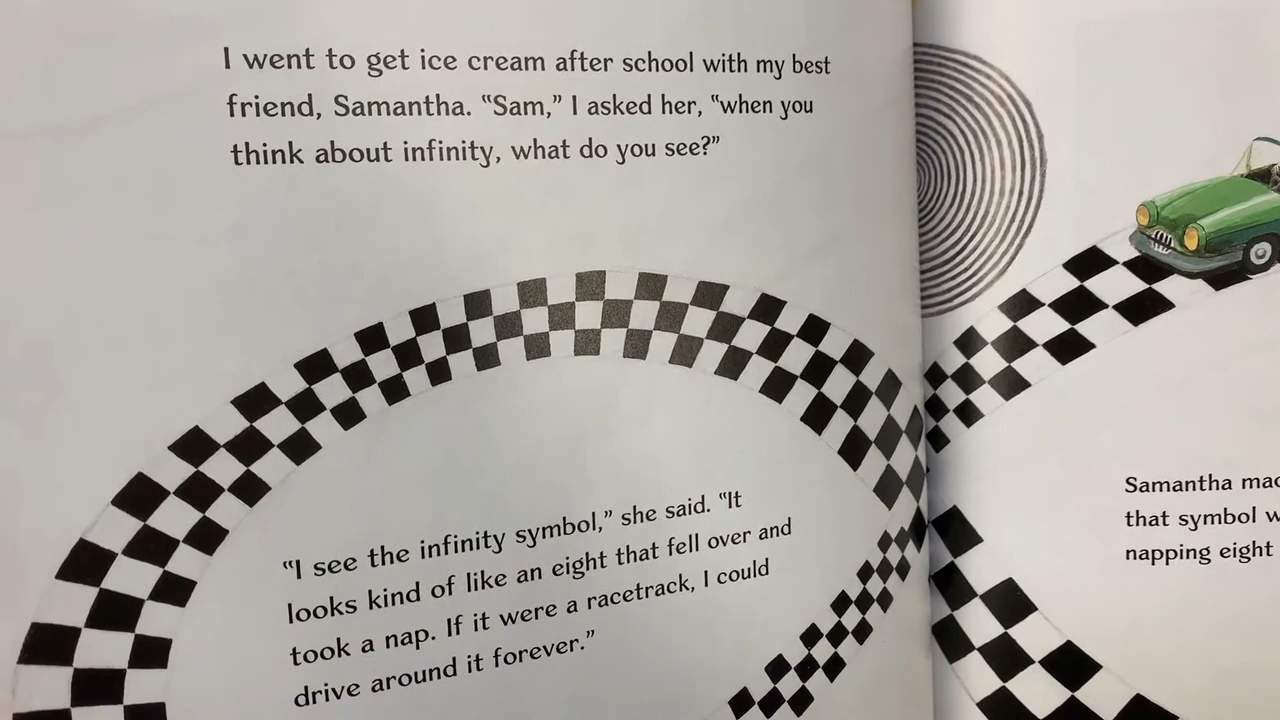 I went to get ice cream after school with my best
friend, Samantha. “Sam,” I asked her, “when you
think about infinity, what do you see?”
“I see the infinity symbol,” she said. “It
looks kind of like an eight that fell over and
took a nap. If it were a racetrack, I could
drive around it forever.”
Samantha
that symbol
napping eight